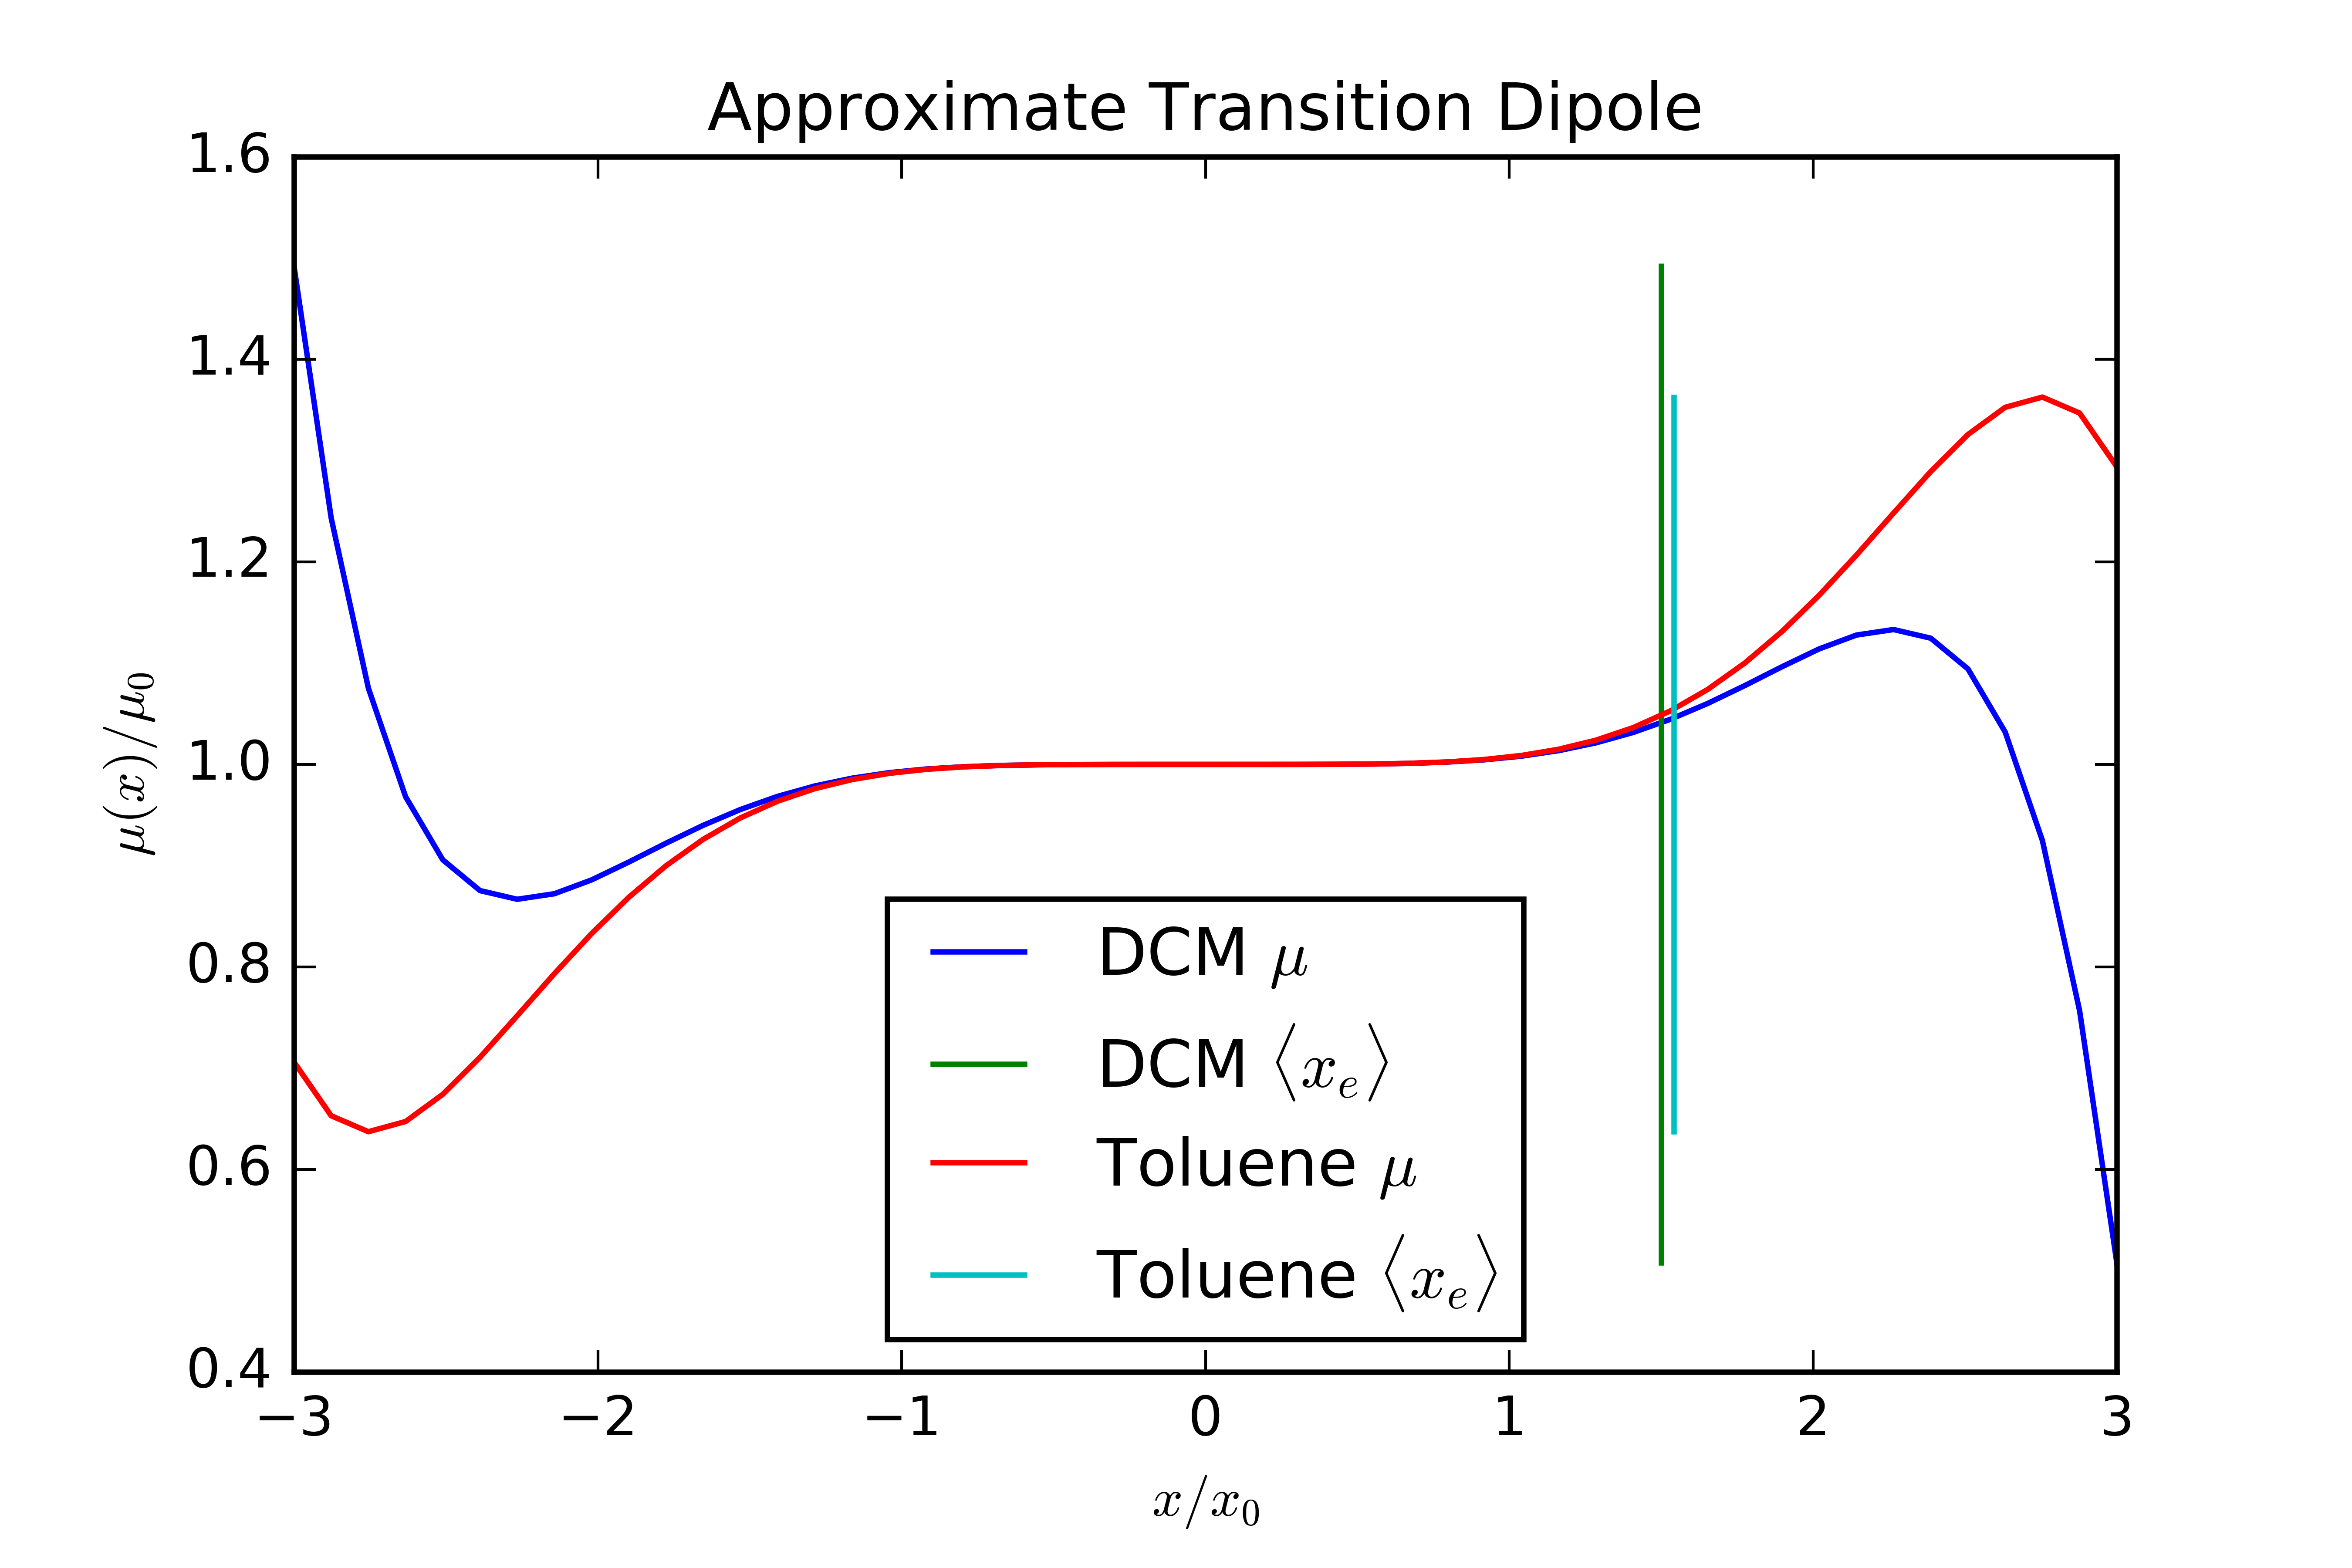 Approximate Transition Dipole
1.6
1.4
1.2
1.0
0.8
0.6
0.4
μ(x)/μ₀
DCM μ
DCM ⟨xₑ⟩
Toluene μ
Toluene ⟨xₑ⟩
−3 −2 −1 0 1 2 3
x/x₀